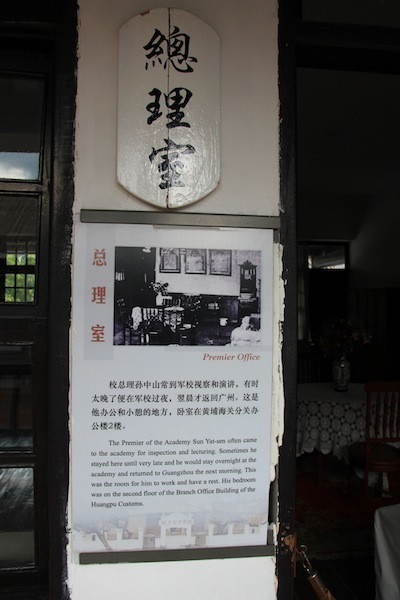 總
理
室
总
理
室
Premier Office
校总理孙中山常到军校视察和演讲，有时
太晚了便在军校过夜，翌晨才返回广州。这是
他办公和小憩的地方，卧室在黄埔海关分关办
公楼2楼。
The Premier of the Academy Sun Yat-sen often came
to the academy for inspection and lecturing. Sometimes he
stayed here until very late and he would stay overnight at the
academy and returned to Guangzhou the next morning. This
was the room for him to work and have a rest. His bedroom
was on the second floor of the Branch Office Building of the
Huangpu Customs.